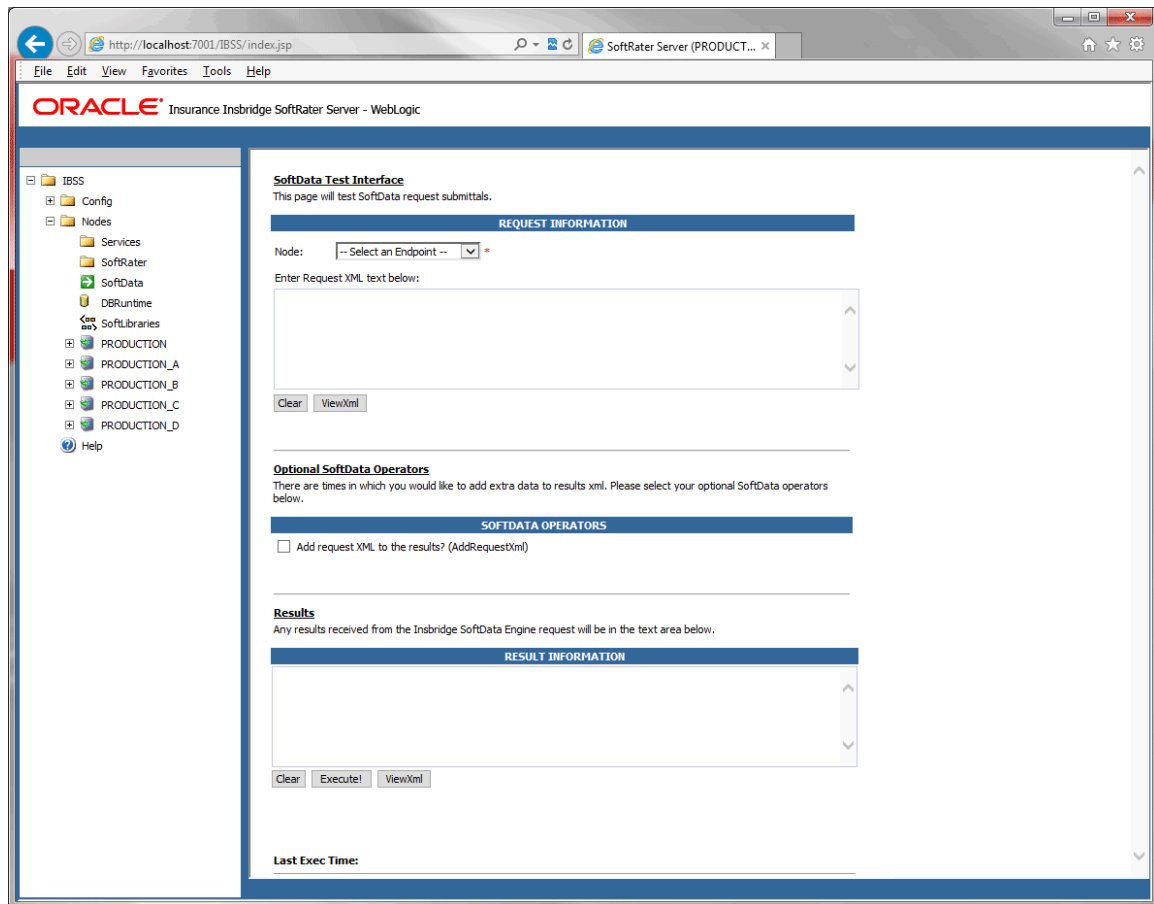 http://localhost:7001/IBSS/index.jsp
SoftRater Server (PRODUCT...
File Edit View Favorites Tools Help
ORACLE Insurance Insbridge SoftRater Server - WebLogic
IBSS
Config
Nodes
Services
SoftRater
SoftData
DBRuntime
SoftLibraries
PRODUCTION
PRODUCTION_A
PRODUCTION_B
PRODUCTION_C
PRODUCTION_D
Help
SoftData Test Interface
This page will test SoftData request submittals.
REQUEST INFORMATION
Node: -- Select an Endpoint -- *
Enter Request XML text below:
Clear ViewXml
Optional SoftData Operators
There are times in which you would like to add extra data to results xml. Please select your optional SoftData operators
below.
SOFTDATA OPERATORS
Add request XML to the results? (AddRequestXml)
Results
Any results received from the Insbridge SoftData Engine request will be in the text area below.
RESULT INFORMATION
Clear Execute! ViewXml
Last Exec Time: